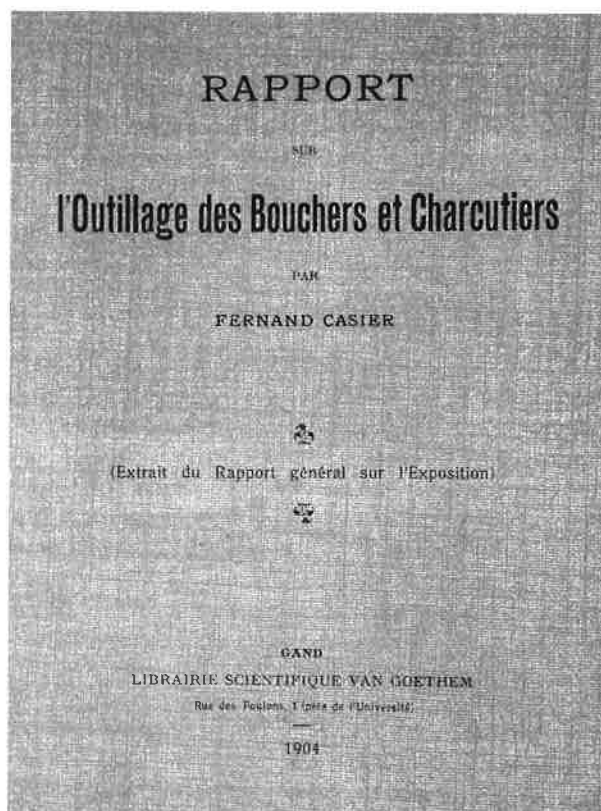 RAPPORT
SUR
l'Outillage des Bouchers et Charcutiers
PAR
FERNAND CASIER
(Extrait du Rapport général sur l'Exposition)
GAND
LIBRAIRIE SCIENTIFIQUE VAN GOETHEM
Rue des Foulons, 1 (près de l'Université)
1904